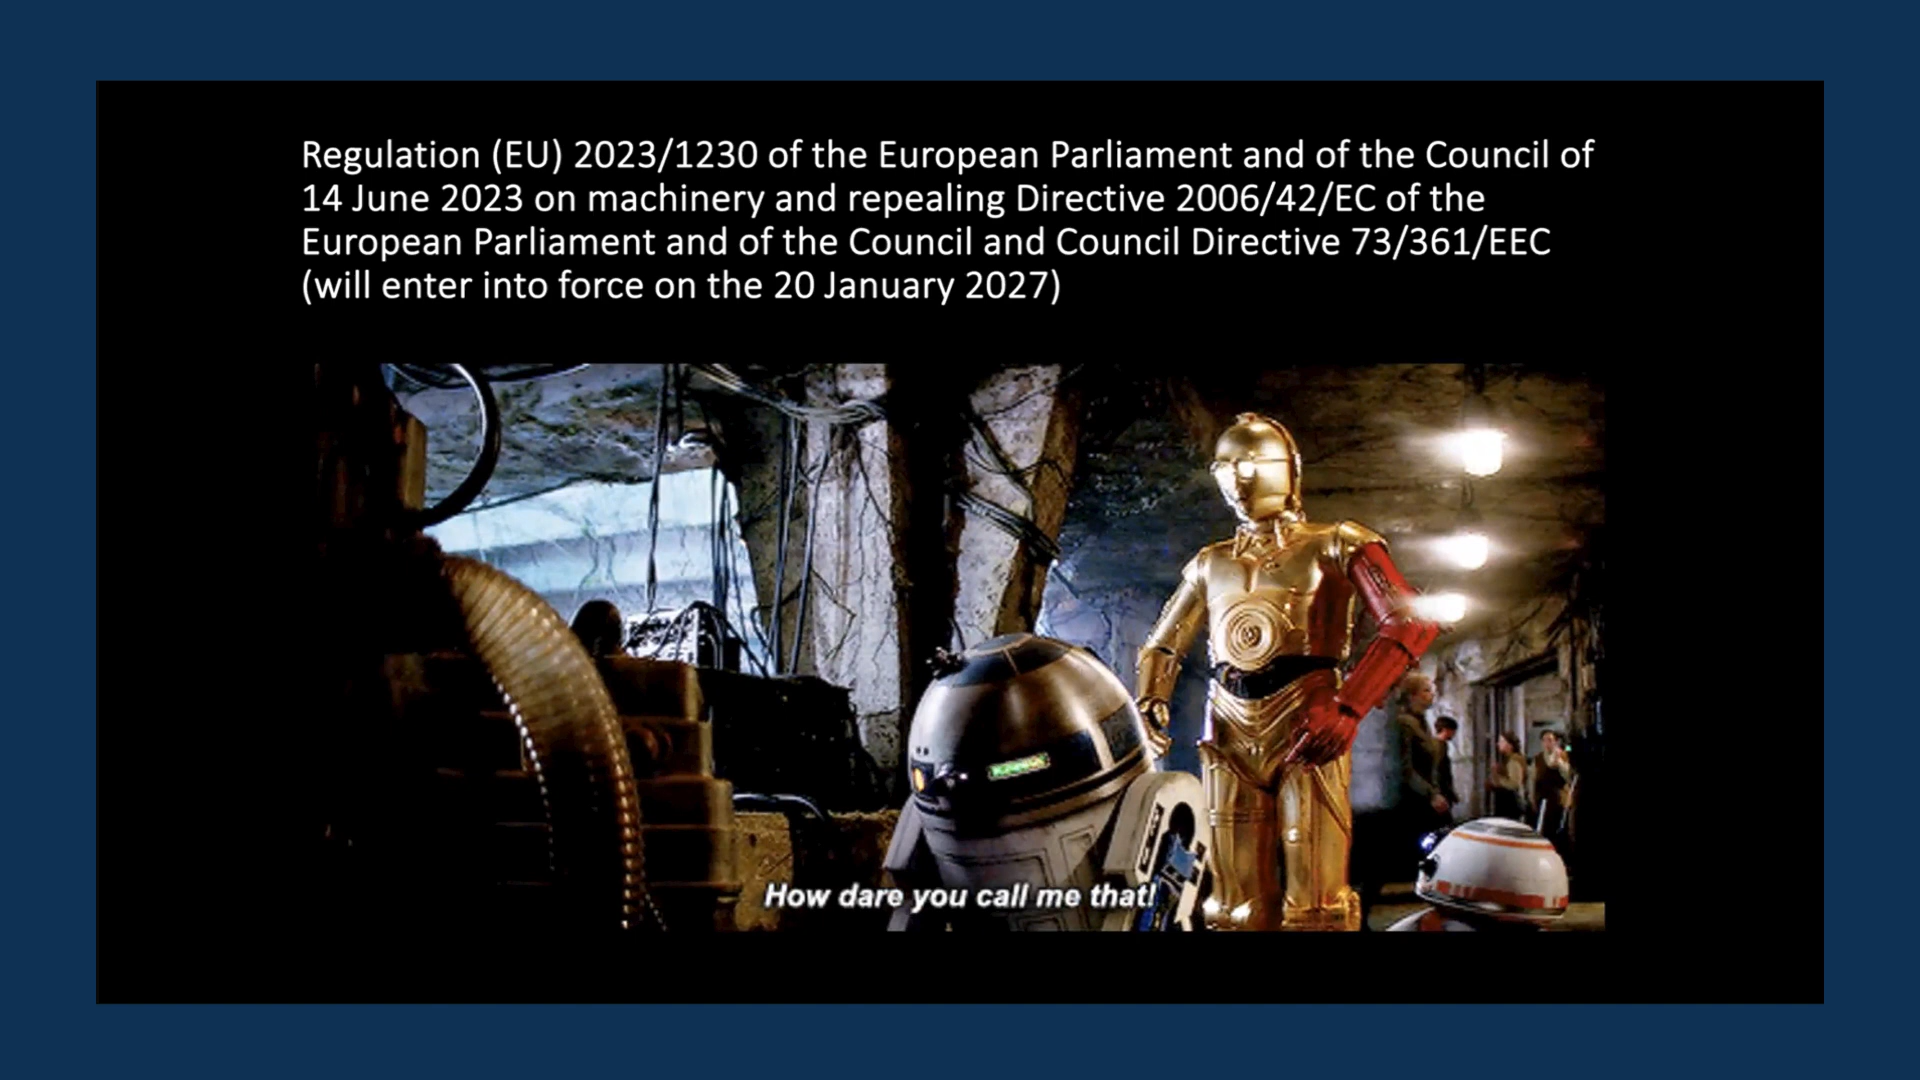 Regulation (EU) 2023/1230 of the European Parliament and of the Council of
14 June 2023 on machinery and repealing Directive 2006/42/EC of the
European Parliament and of the Council and Council Directive 73/361/EEC
(will enter into force on the 20 January 2027)
How dare you call me that!